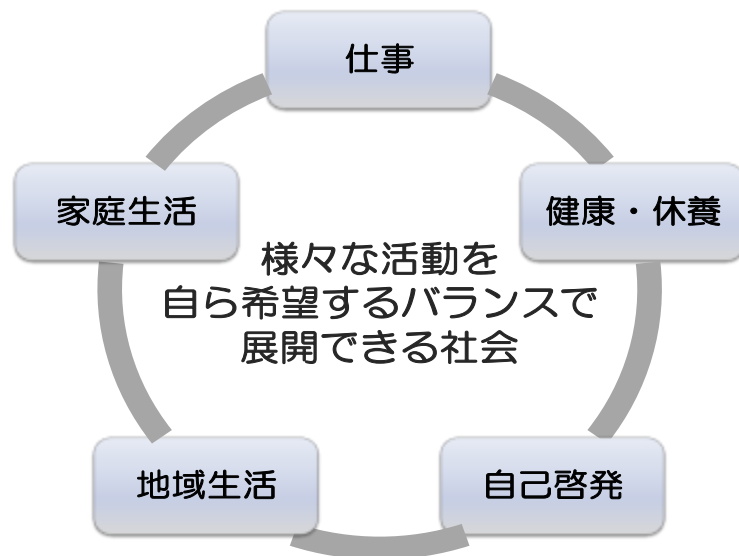 仕事
家庭生活
健康・休養
様々な活動を
自ら希望するバランスで
展開できる社会
地域生活
自己啓発